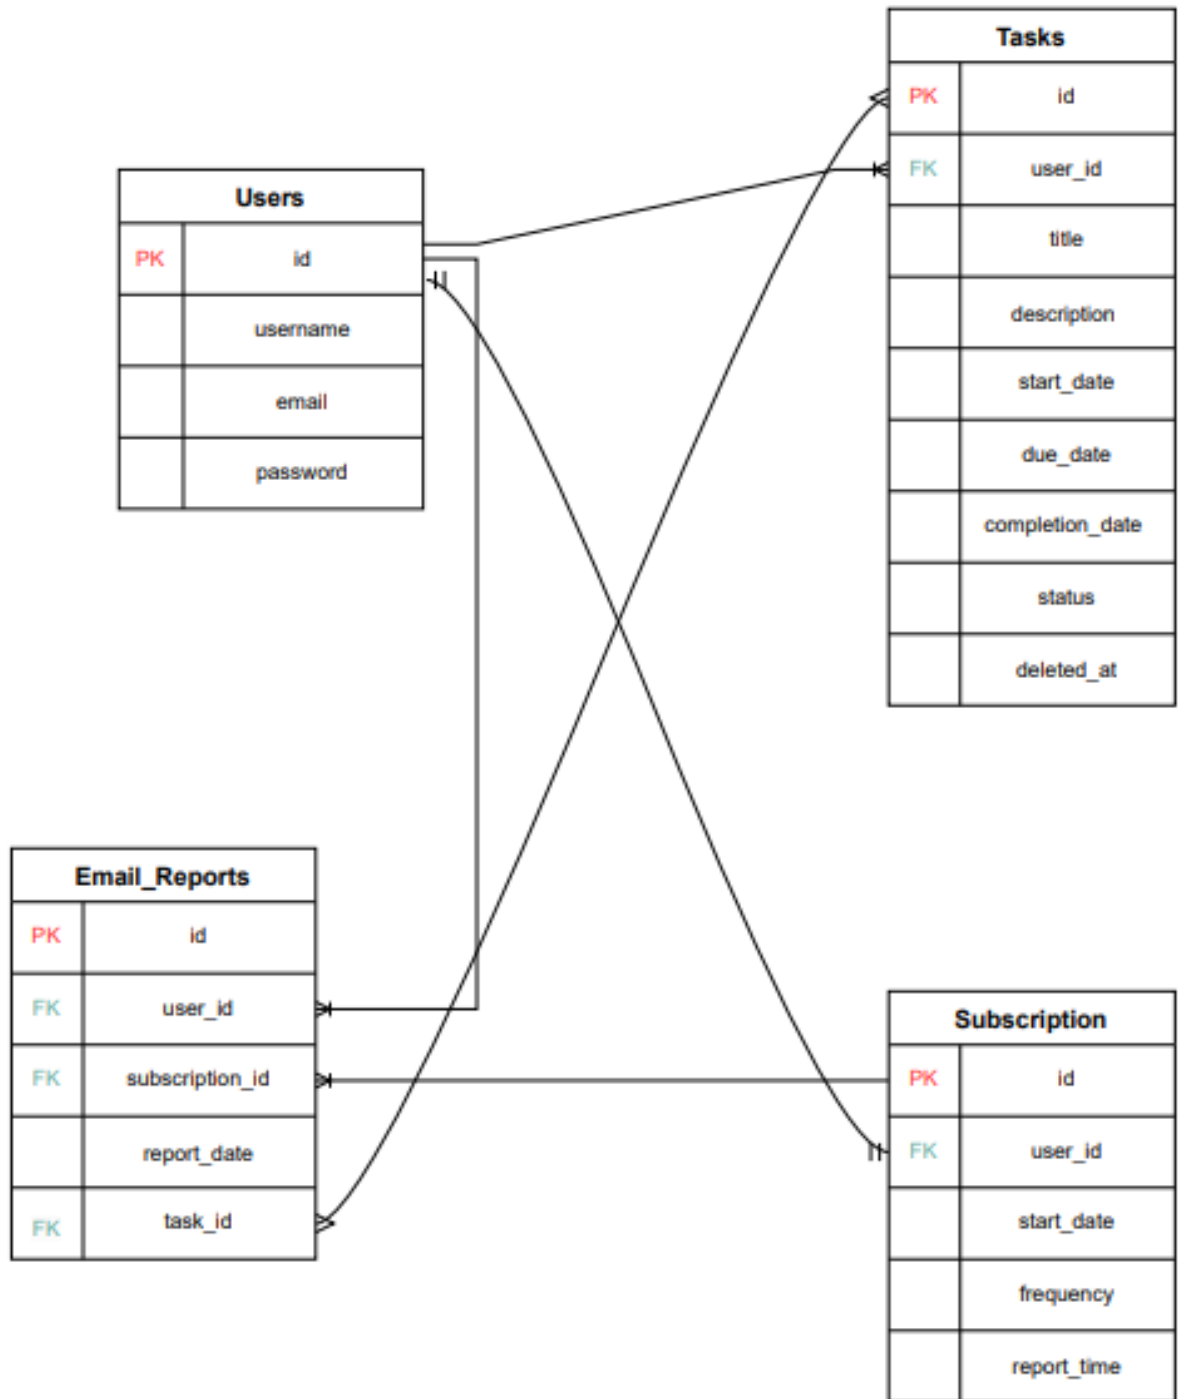 Users
PK id
username
email
password
Tasks
PK id
FK user_id
title
description
start_date
due_date
completion_date
status
deleted_at
Email_Reports
PK id
FK user_id
FK subscription_id
report_date
FK task_id
Subscription
PK id
FK user_id
start_date
frequency
report_time